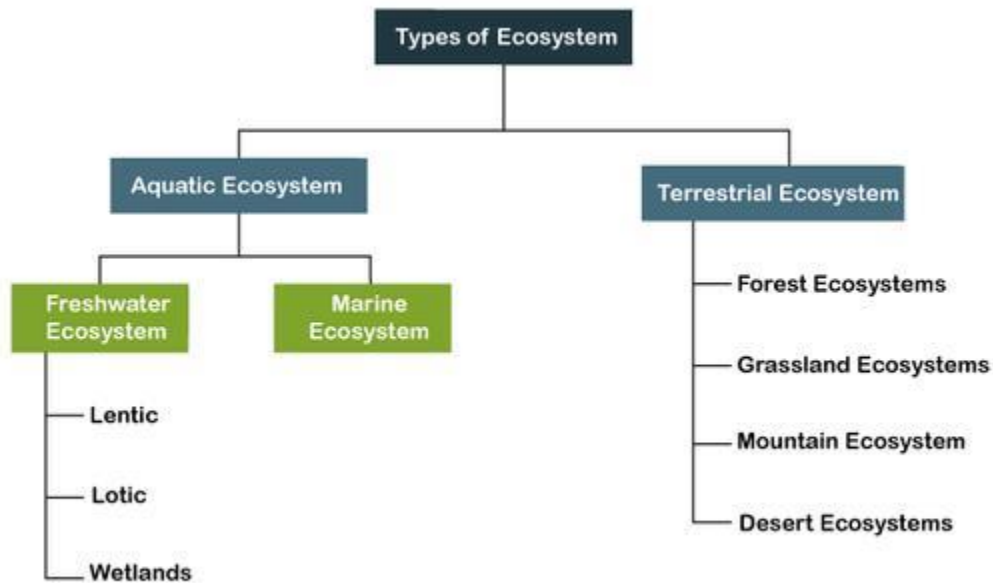 Types of Ecosystem
Aquatic Ecosystem
Terrestrial Ecosystem
Freshwater
Ecosystem
Marine
Ecosystem
Lentic
Lotic
Wetlands
Forest Ecosystems
Grassland Ecosystems
Mountain Ecosystem
Desert Ecosystems